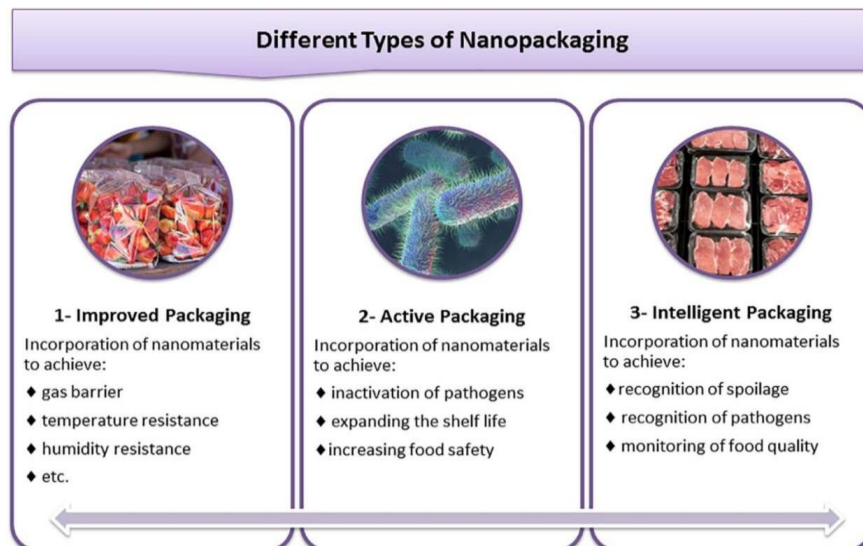 Different Types of Nanopackaging
1- Improved Packaging
Incorporation of nanomaterials
to achieve:
♦ gas barrier
♦ temperature resistance
♦ humidity resistance
♦ etc.
2- Active Packaging
Incorporation of nanomaterials
to achieve:
♦ inactivation of pathogens
♦ expanding the shelf life
♦increasing food safety
3- Intelligent Packaging
Incorporation of nanomaterials
to achieve:
♦recognition of spoilage
♦ recognition of pathogens
♦ monitoring of food quality